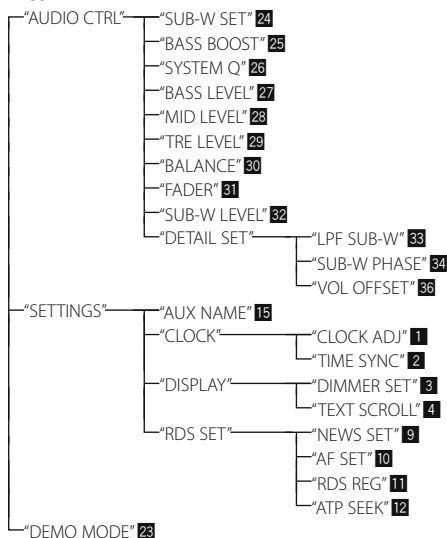 “AUDIO CTRL” “SUB-W SET” 24
“BASS BOOST” 25
“SYSTEM Q” 26
“BASS LEVEL” 27
“MID LEVEL” 28
“TRE LEVEL” 29
“BALANCE” 30
“FADER” 31
“SUB-W LEVEL” 32
“DETAIL SET” “LPF SUB-W” 33
“SUB-W PHASE” 34
“VOL OFFSET” 36
“SETTINGS” “AUX NAME” 15
“CLOCK” “CLOCK ADJ” 1
“TIME SYNC” 2
“DISPLAY” “DIMMER SET” 3
“TEXT SCROLL” 4
“RDS SET” “NEWS SET” 9
“AF SET” 10
“RDS REG” 11
“ATP SEEK” 12
“DEMO MODE” 23